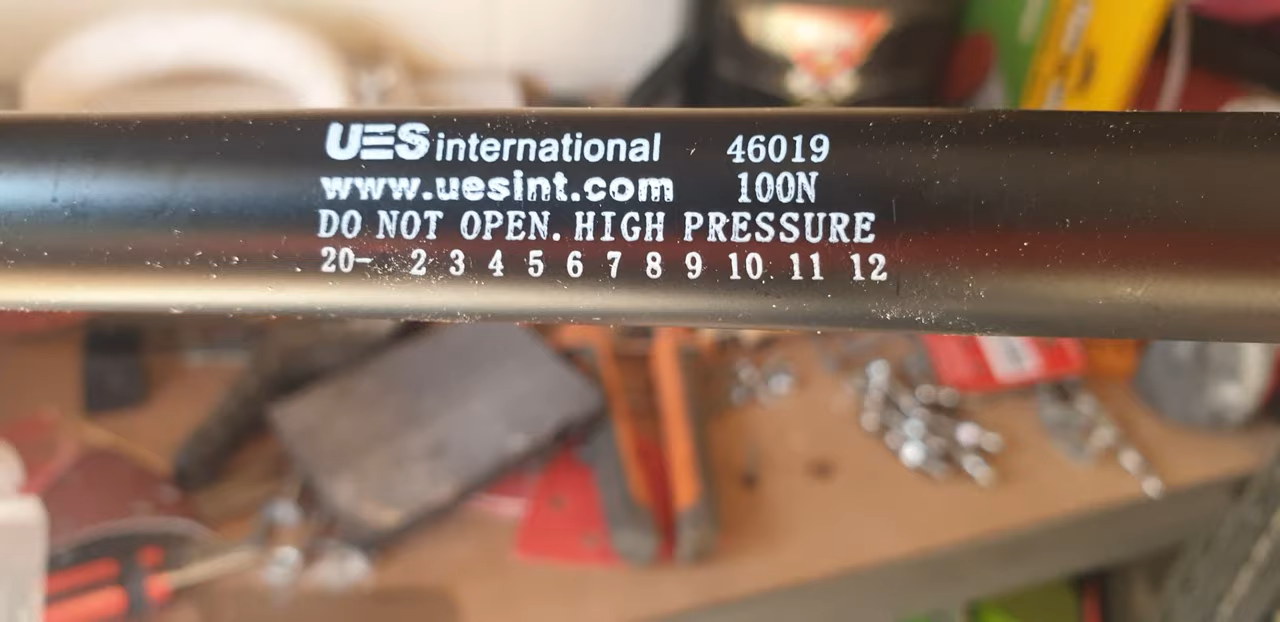 UES international 46019
www.uesint.com 100N
DO NOT OPEN. HIGH PRESSURE
20- 2 3 4 5 6 7 8 9 10 11 12